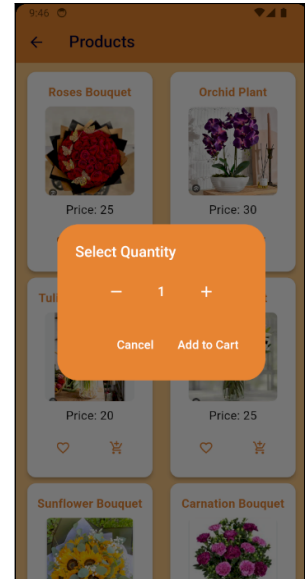 9:46
Products
Roses Bouquet
Orchid Plant
Price: 25
Price: 30
Select Quantity
1
Cancel
Add to Cart
Price: 20
Price: 25
Sunflower Bouquet
Carnation Bouquet